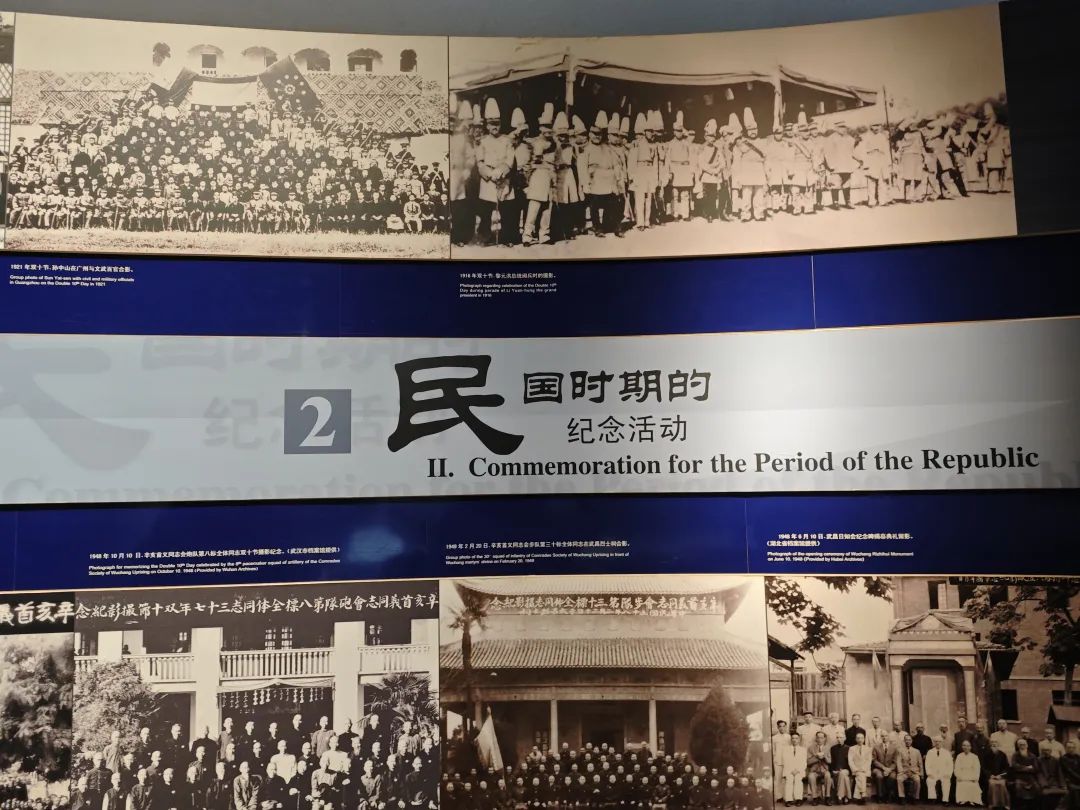 1921 年双十节,孙中山在广州与文武百官合影。
Group photo of Sun Yat-sen with civil and military officials
in Guangzhou on the Double 10th Day in 1921
1916 年双十节,黎元洪总统阅兵时的摄影。
Photograph regarding celebration of the Double 10th
Day during parade of Li Yuan-hung the grand
president in 1916
2
民国时期的
纪念活动
II. Commemoration for the Period of the Republic
1948 年 10 月 10 日,辛亥首义同志会炮队第八标全体同志双十节摄影纪念。(武汉市档案馆提供)
Photograph for memorizing the Double 10th Day celebrated by the 8th pacemaker squad of artillery of the Comrades
Society of Wuchang Uprising on October 10, 1948 (Provided by Wuhan Archives)
1949 年 2 月 20 日,辛亥首义同志会步队第三十标全体同志在武昌烈士祠合影。
Group photo of the 30th squad of infantry of Comrades Society of Wuchang Uprising in front of
Wuchang martyrs' shrine on February 20, 1949
1948 年 6 月 10 日,武昌日知会纪念碑揭幕典礼留影。
(湖北省档案馆提供)
Photograph of the opening ceremony of Wuchang Rizhihui Monument
on June 10, 1948 (Provided by Hubei Archives)
義首亥辛
念紀影攝節十雙年七十三志同體全標八第隊砲會志同義首亥辛
念紀影攝志同體全標十三第隊步會志同義首亥辛